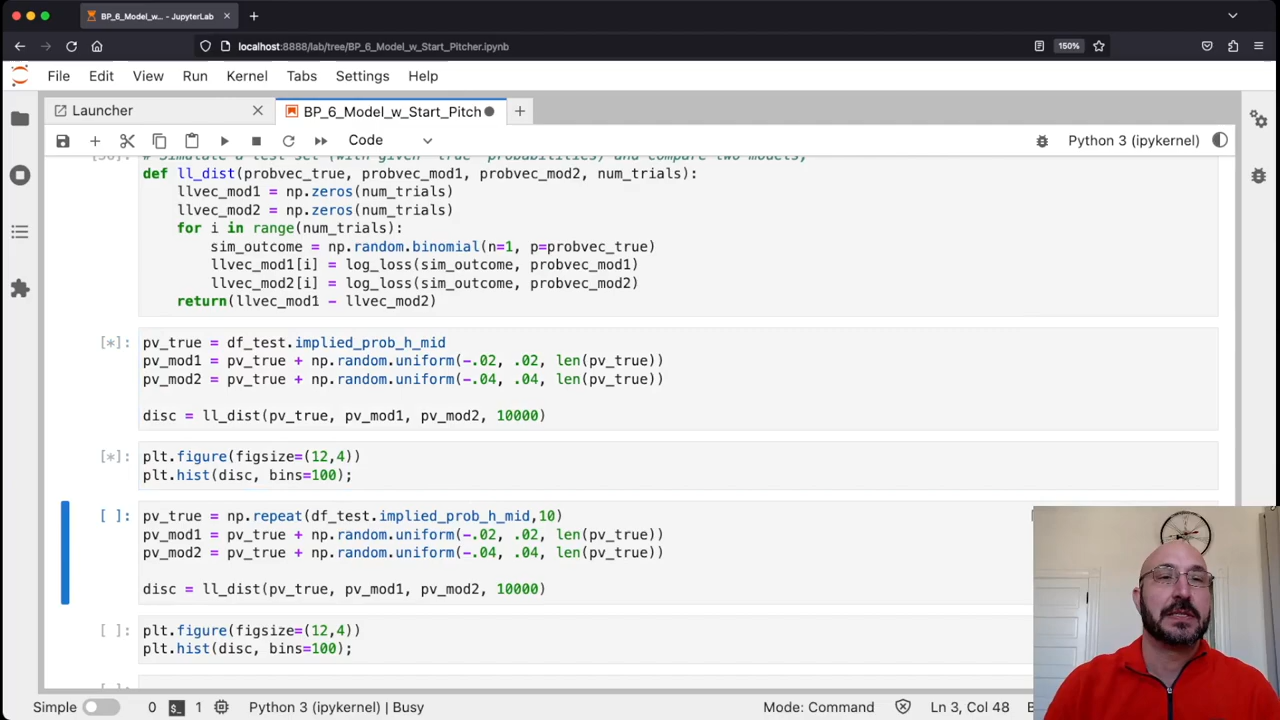 BP_6_Model_w... - JupyterLab
localhost:8888/lab/tree/BP_6_Model_w_Start_Pitcher.ipynb
150%
File Edit View Run Kernel Tabs Settings Help
Launcher
BP_6_Model_w_Start_Pitch
Code
Python 3 (ipykernel)
# Simulate a test set (with given "true" probabilities) and compare two models,
def ll_dist(probvec_true, probvec_mod1, probvec_mod2, num_trials):
llvec_mod1 = np.zeros(num_trials)
llvec_mod2 = np.zeros(num_trials)
for i in range(num_trials):
sim_outcome = np.random.binomial(n=1, p=probvec_true)
llvec_mod1[i] = log_loss(sim_outcome, probvec_mod1)
llvec_mod2[i] = log_loss(sim_outcome, probvec_mod2)
return(llvec_mod1 - llvec_mod2)
[*]: pv_true = df_test.implied_prob_h_mid
pv_mod1 = pv_true + np.random.uniform(-.02, .02, len(pv_true))
pv_mod2 = pv_true + np.random.uniform(-.04, .04, len(pv_true))
disc = ll_dist(pv_true, pv_mod1, pv_mod2, 10000)
[*]: plt.figure(figsize=(12,4))
plt.hist(disc, bins=100);
[ ]: pv_true = np.repeat(df_test.implied_prob_h_mid,10)
pv_mod1 = pv_true + np.random.uniform(-.02, .02, len(pv_true))
pv_mod2 = pv_true + np.random.uniform(-.04, .04, len(pv_true))
disc = ll_dist(pv_true, pv_mod1, pv_mod2, 10000)
[ ]: plt.figure(figsize=(12,4))
plt.hist(disc, bins=100);
Simple 0 1 Python 3 (ipykernel) | Busy Mode: Command Ln 3, Col 48